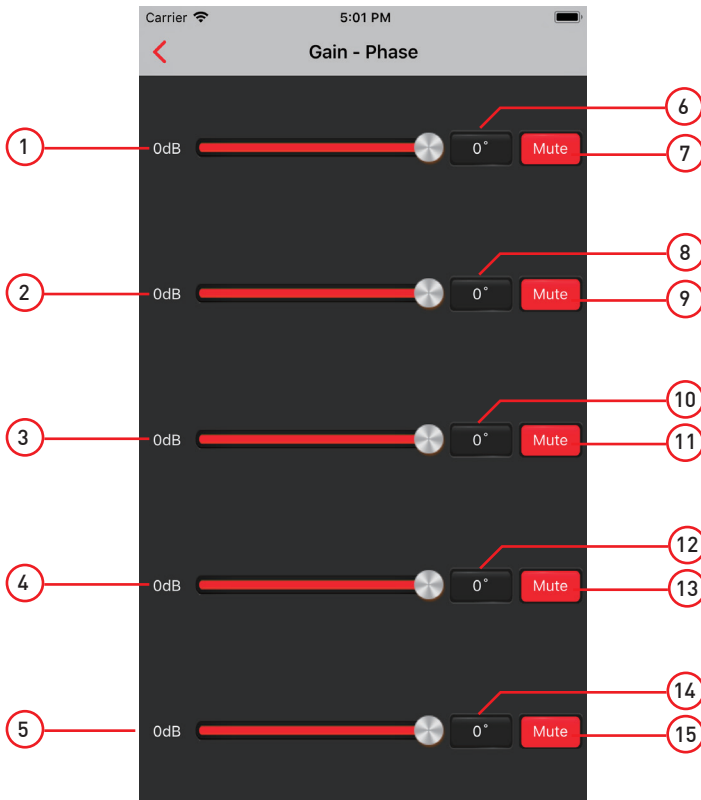 Carrier 5:01 PM
Gain - Phase
6
1 0dB 0° Mute 7
8
2 0dB 0° Mute 9
10
3 0dB 0° Mute 11
12
4 0dB 0° Mute 13
14
5 0dB 0° Mute 15